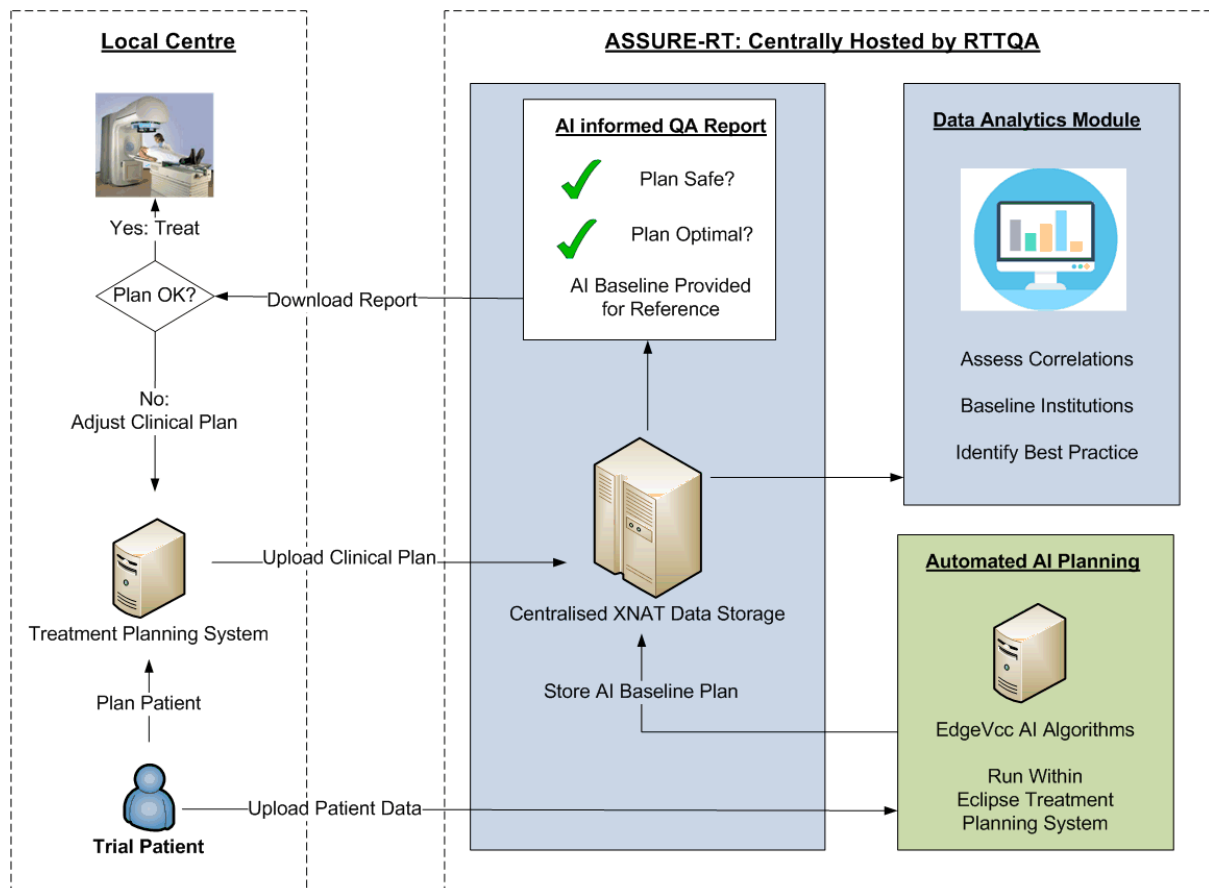 Local Centre
Yes: Treat
Plan OK?
No:
Adjust Clinical Plan
Treatment Planning System
Plan Patient
Trial Patient
Download Report
Upload Clinical Plan
Upload Patient Data
ASSURE-RT: Centrally Hosted by RTTQA
AI informed QA Report
Plan Safe?
Plan Optimal?
AI Baseline Provided
for Reference
Centralised XNAT Data Storage
Store AI Baseline Plan
Data Analytics Module
Assess Correlations
Baseline Institutions
Identify Best Practice
Automated AI Planning
EdgeVcc AI Algorithms
Run Within
Eclipse Treatment
Planning System